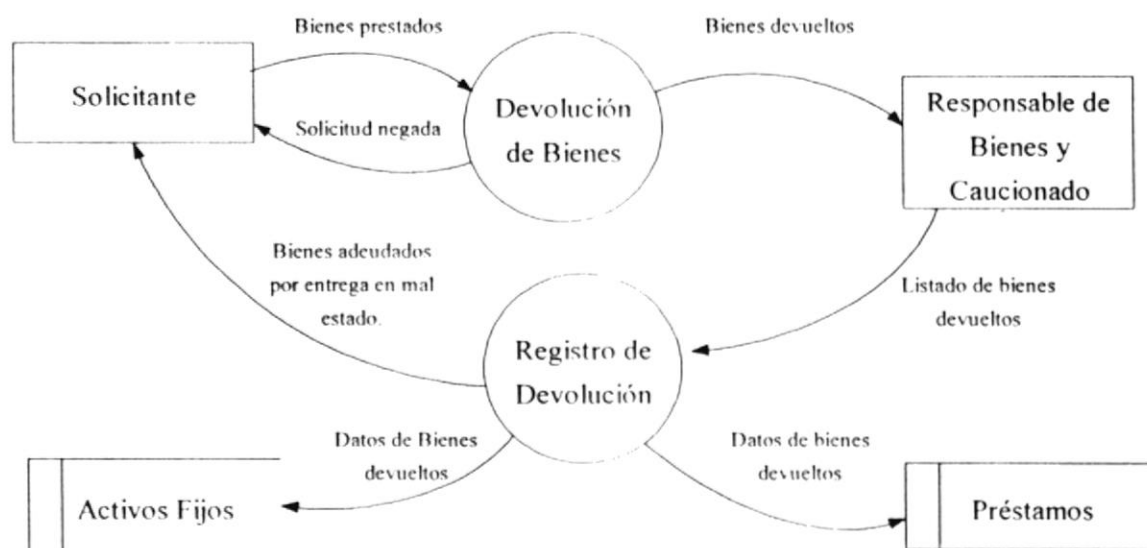 Bienes prestados
Bienes devueltos
Solicitante
Solicitud negada
Devolución
de Bienes
Responsable de
Bienes y
Caucionado
Bienes adeudados
por entrega en mal
estado.
Listado de bienes
devueltos
Registro de
Devolución
Datos de Bienes
devueltos
Datos de bienes
devueltos
Activos Fijos
Préstamos